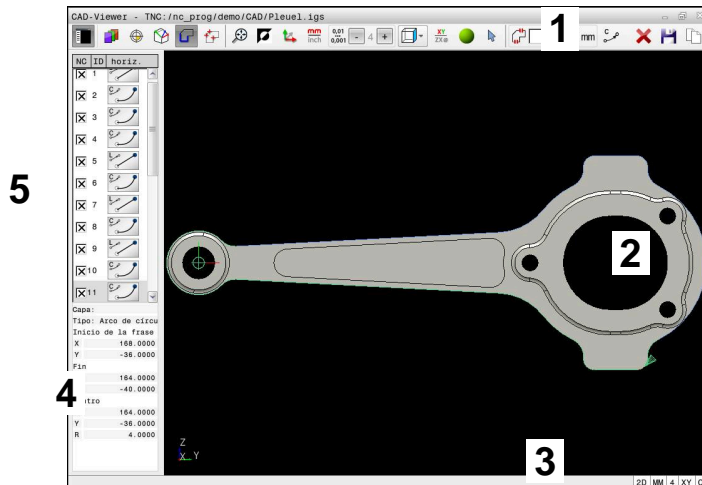 CAD-Viewer - TNC:/nc_prog/demo/CAD/Pleuel.igs
1
mm
inch
0,01
0,001
4
XY
ZXØ
mm
NC ID horiz.
1
2
3
4
5
6
7
8
9
10
11
5
2
Capa:
Tipo: Arco de círcu
Inicio de la frase
X 168.0000
Y -36.0000
Fin
164.0000
-40.0000
4
ntro
164.0000
Y -36.0000
R 4.0000
Z
X Y
3
2D MM 4 XY